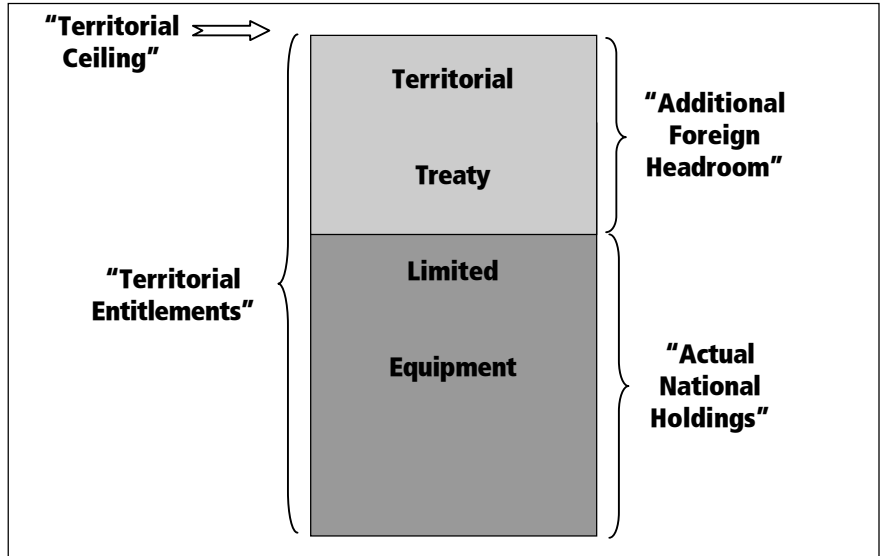 “Territorial
Ceiling”
Territorial
Treaty
“Additional
Foreign
Headroom”
“Territorial
Entitlements”
Limited
Equipment
“Actual
National
Holdings”